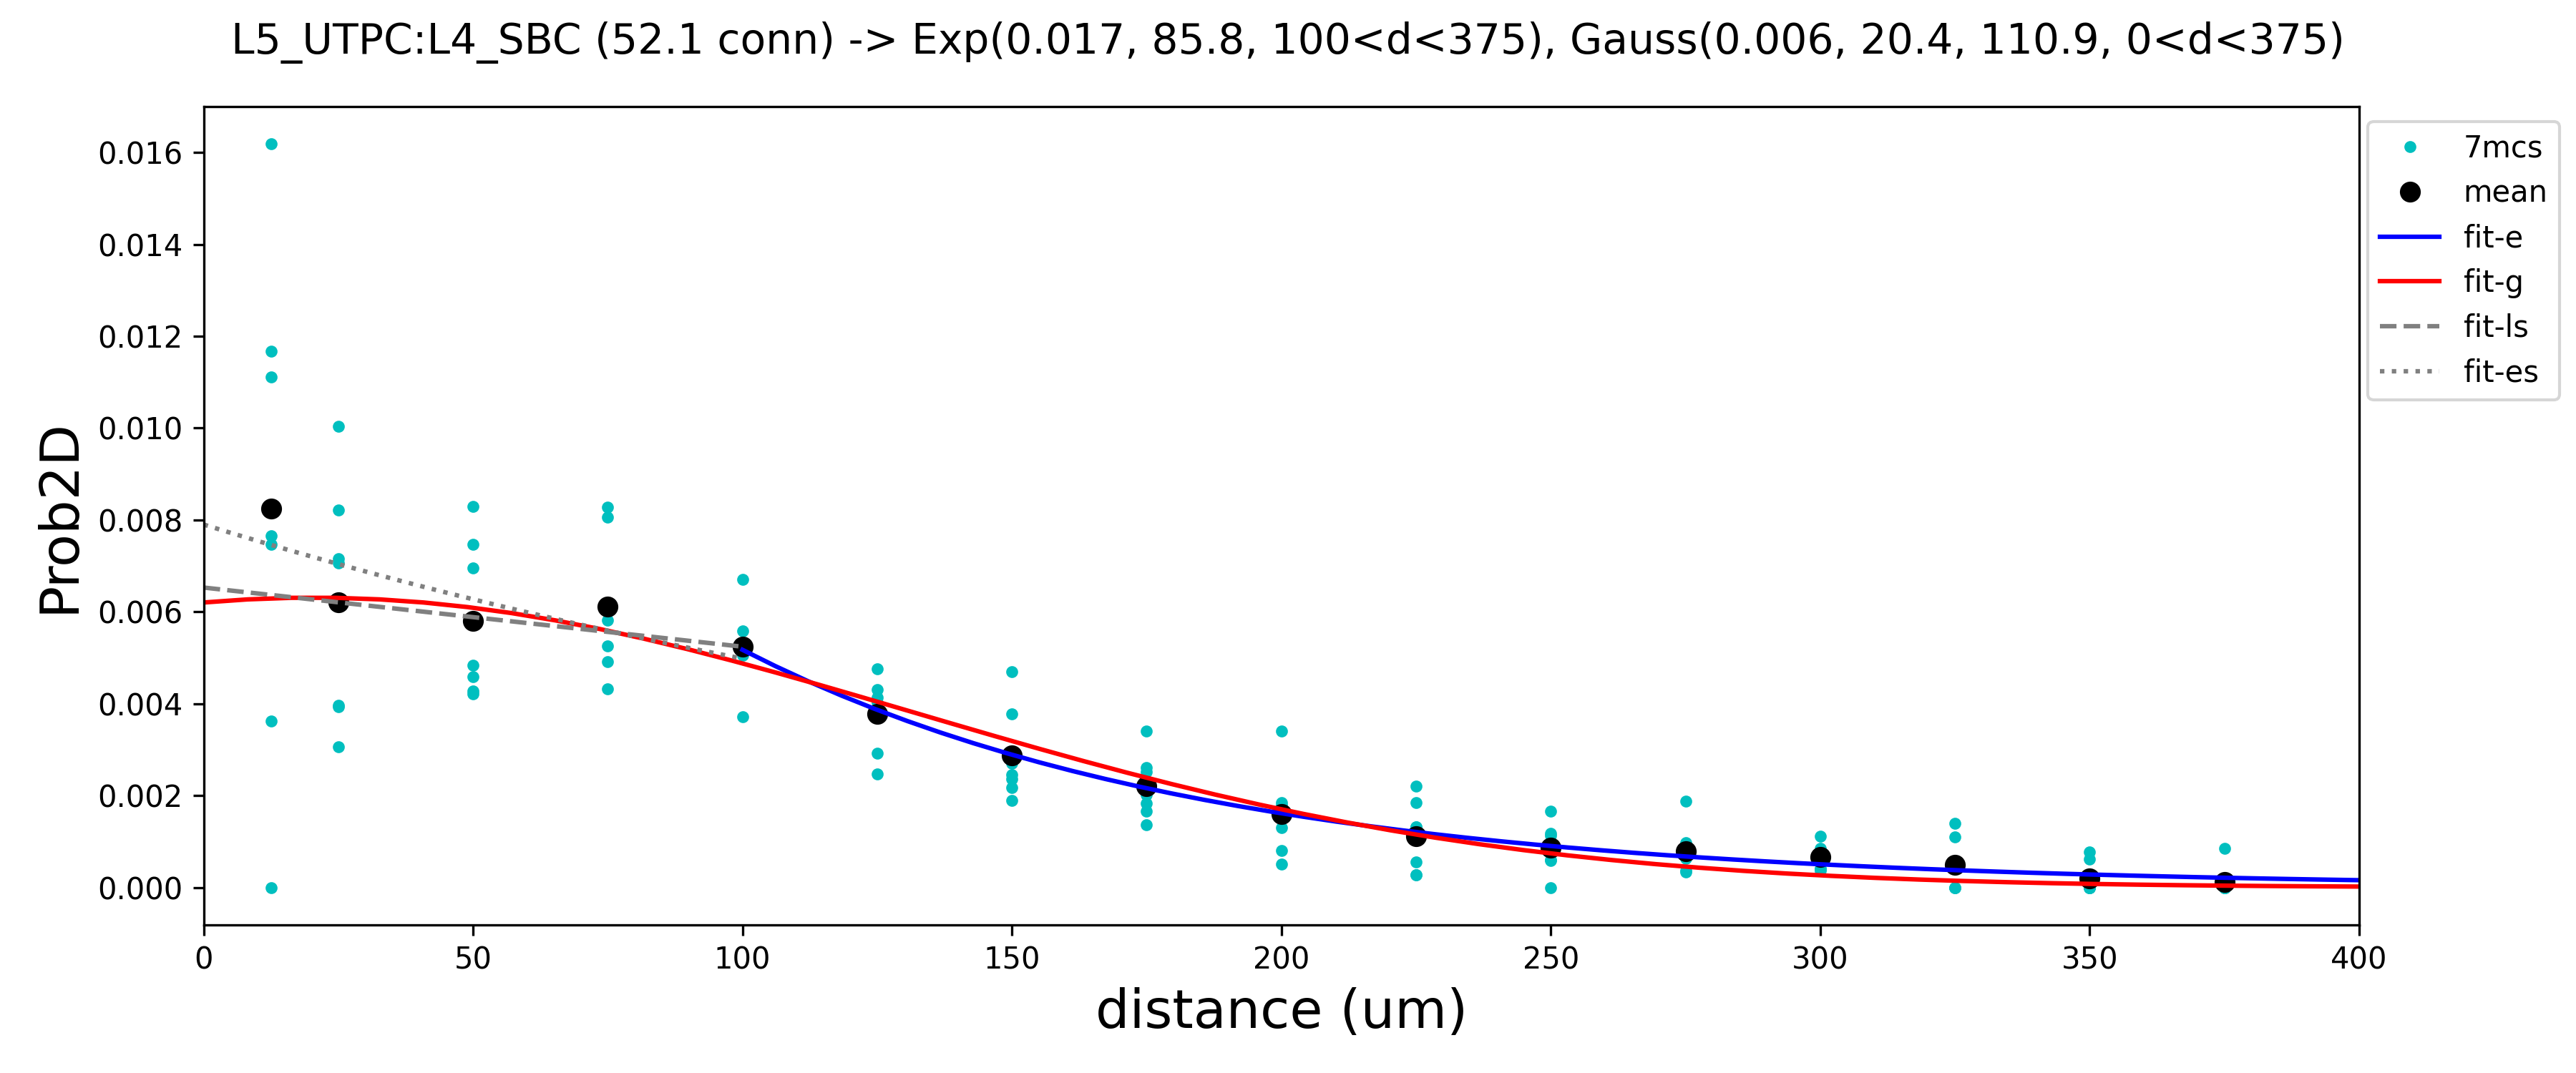 L5_UTPC:L4_SBC (52.1 conn) -> Exp(0.017, 85.8, 100<d<375), Gauss(0.006, 20.4, 110.9, 0<d<375)
Prob2D
0.016
0.014
0.012
0.010
0.008
0.006
0.004
0.002
0.000
0 50 100 150 200 250 300 350 400
distance (um)
7mcs
mean
fit-e
fit-g
fit-ls
fit-es